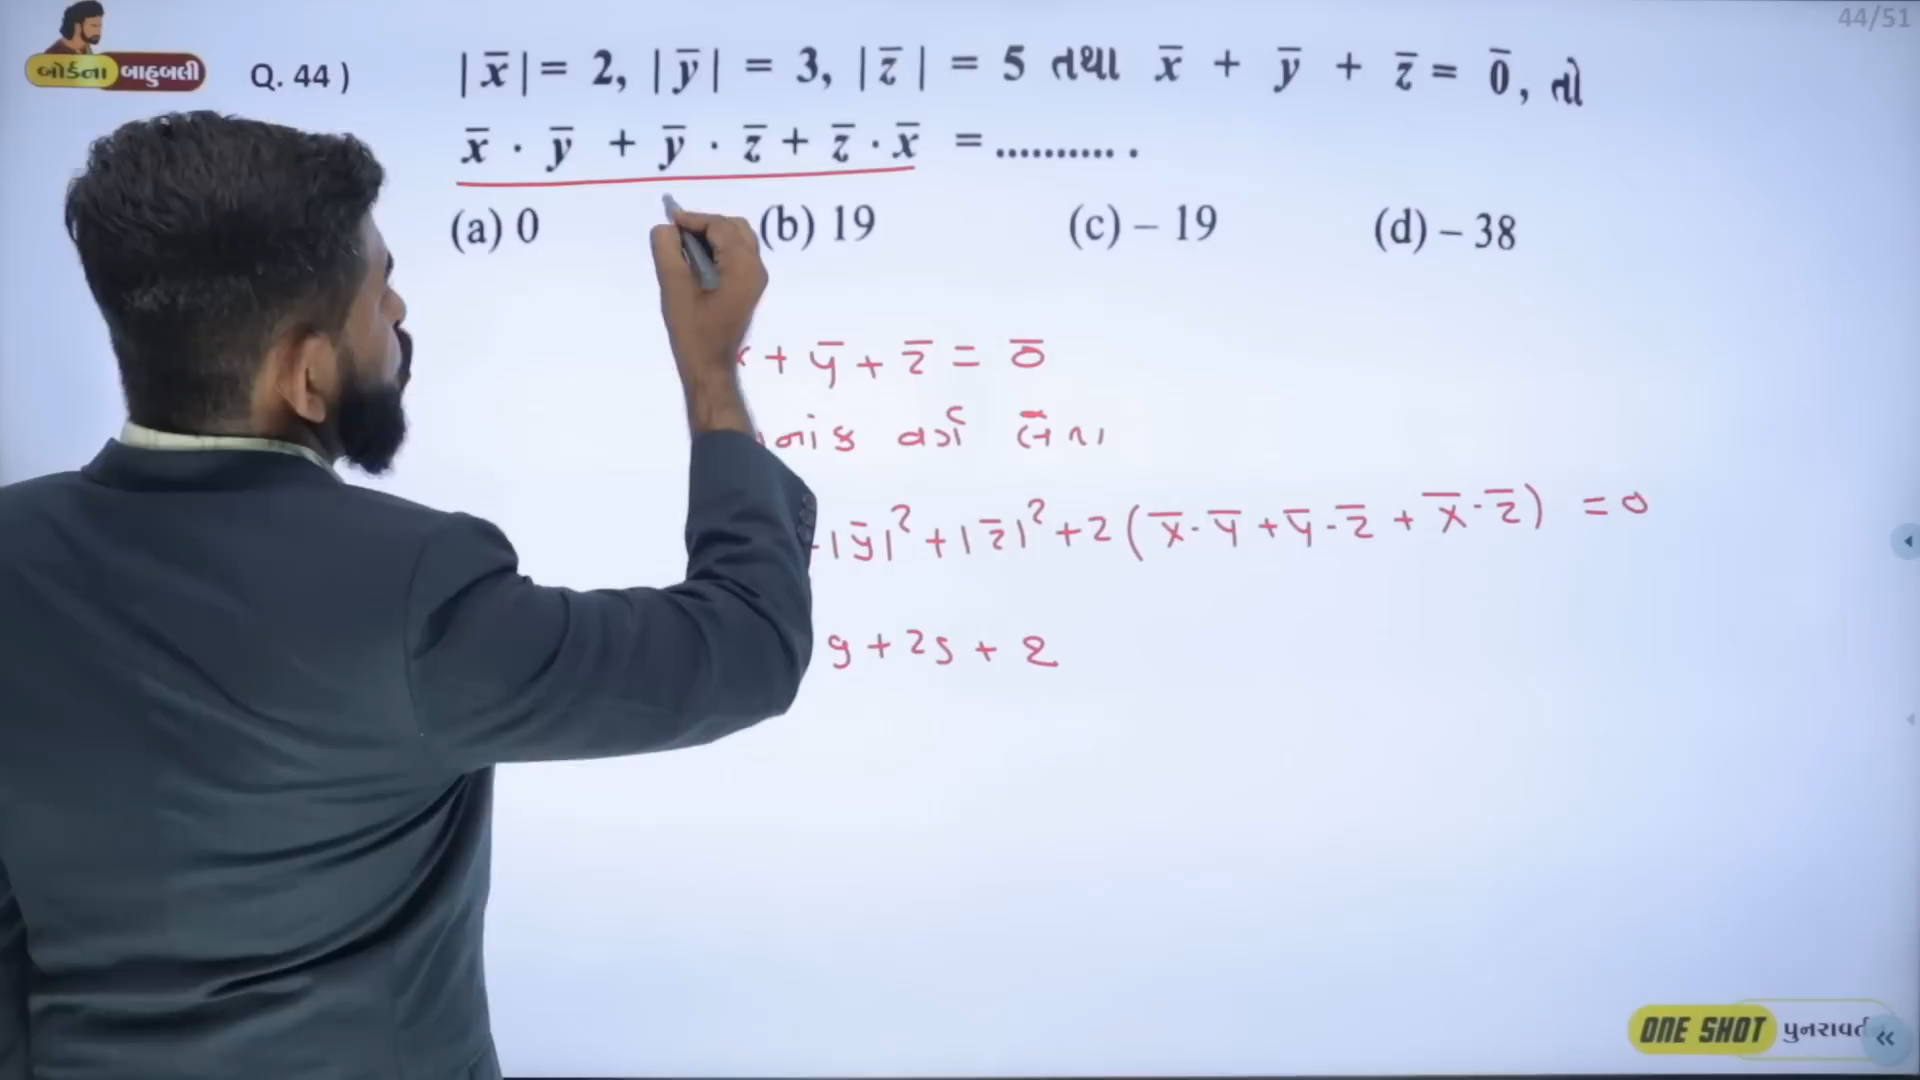 44/51
બોર્ડના બાહુબલી
Q. 44 ) |x̅| = 2, |y̅| = 3, |z̅| = 5 તથા x̅ + y̅ + z̅ = 0̅, તો
x̅ · y̅ + y̅ · z̅ + z̅ · x̅ = .......... .
(a) 0 (b) 19 (c) – 19 (d) – 38
+ y̅ + z̅ = 0̅
વર્ગ લેતા
|y̅|² + |z̅|² + 2 ( x̅ · y̅ + y̅ · z̅ + x̅ · z̅ ) = 0
9 + 25 + 2
ONE SHOT